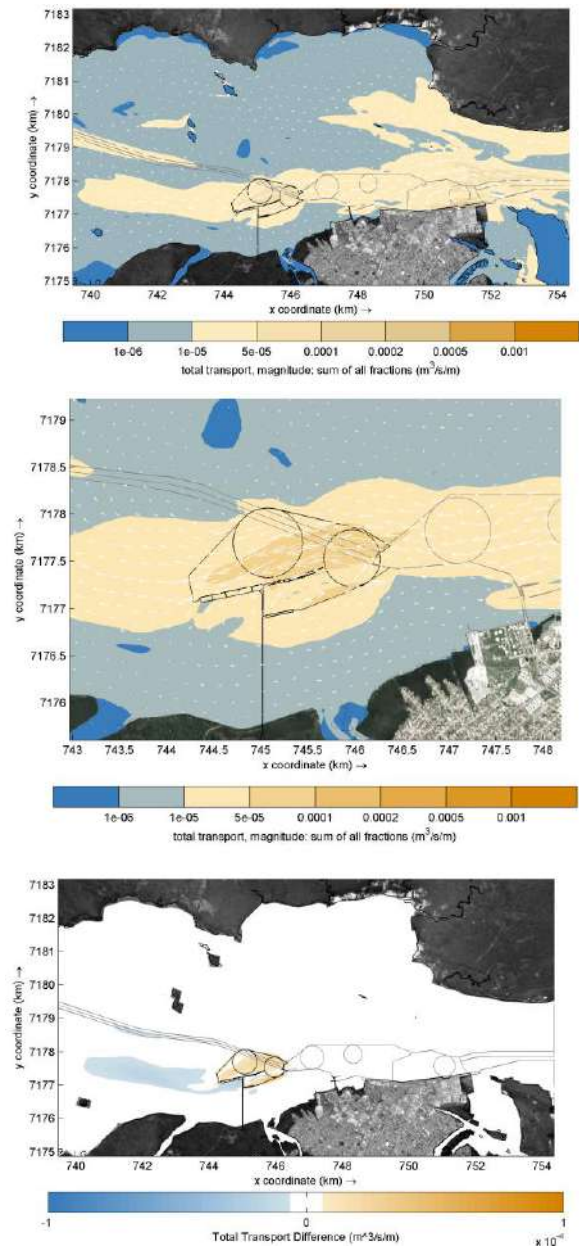 7183
7182
7181
7180
7179
7178
7177
7176
7175
y coordinate (km) →
740 742 744 746 748 750 752 754
x coordinate (km) →
1e-06 1e-05 5e-05 0.0001 0.0002 0.0005 0.001
total transport, magnitude: sum of all fractions (m³/s/m)
7179
7178.5
7178
7177.5
7177
7176.5
7176
y coordinate (km) →
743 743.5 744 744.5 745 745.5 746 746.5 747 747.5 748
x coordinate (km) →
1e-06 1e-05 5e-05 0.0001 0.0002 0.0005 0.001
total transport, magnitude: sum of all fractions (m³/s/m)
7183
7182
7181
7180
7179
7178
7177
7176
7175
y coordinate (km) →
740 742 744 746 748 750 752 754
x coordinate (km) →
-1 0 1
Total Transport Difference (m^3/s/m)